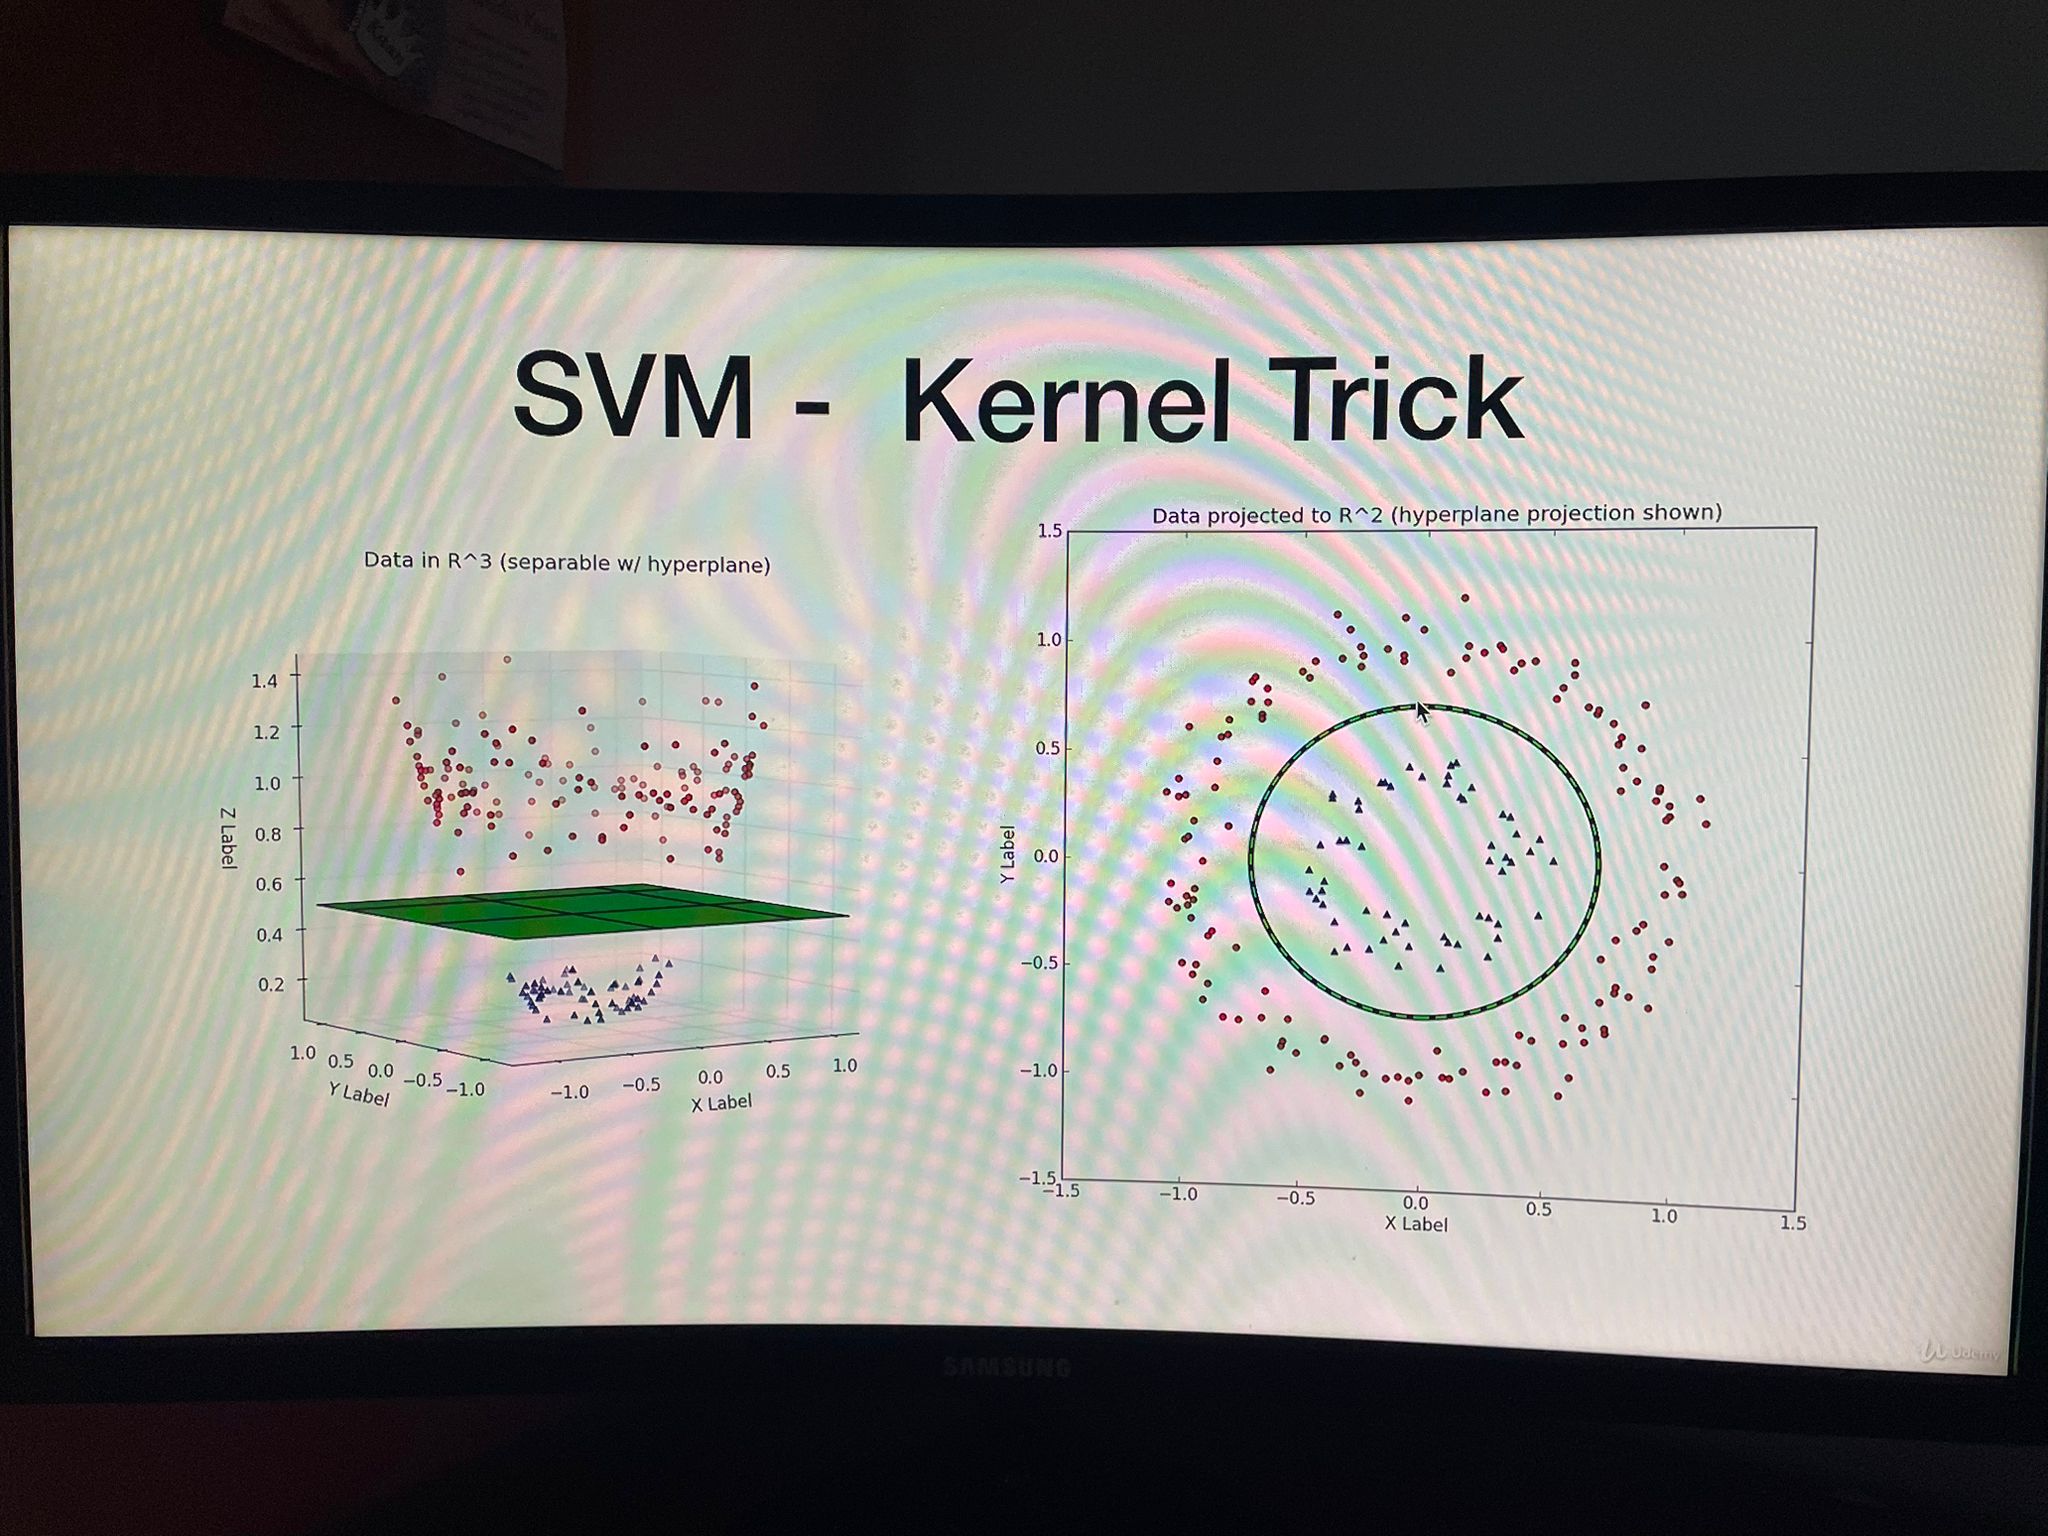 SVM - Kernel Trick
Data in R^3 (separable w/ hyperplane)
1.4
1.2
1.0
0.8
0.6
0.4
0.2
Z Label
1.0 0.5 0.0 −0.5 −1.0
Y Label
−1.0 −0.5 0.0 0.5 1.0
X Label
Data projected to R^2 (hyperplane projection shown)
1.5
1.0
0.5
0.0
−0.5
−1.0
−1.5
Y Label
−1.5 −1.0 −0.5 0.0 0.5 1.0 1.5
X Label
Udemy
SAMSUNG